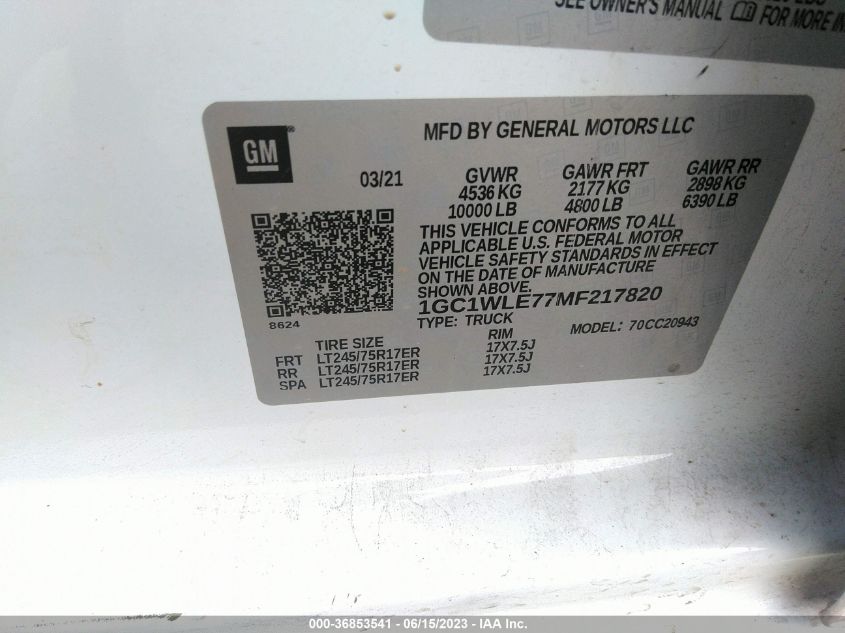 SEE OWNER'S MANUAL FOR MORE
GM
MFD BY GENERAL MOTORS LLC
03/21
GVWR GAWR FRT GAWR RR
4536 KG 2177 KG 2898 KG
10000 LB 4800 LB 6390 LB
THIS VEHICLE CONFORMS TO ALL
APPLICABLE U.S. FEDERAL MOTOR
VEHICLE SAFETY STANDARDS IN EFFECT
ON THE DATE OF MANUFACTURE
SHOWN ABOVE.
1GC1WLE77MF217820
TYPE: TRUCK MODEL: 70CC20943
8624
TIRE SIZE RIM
FRT LT245/75R17ER 17X7.5J
RR LT245/75R17ER 17X7.5J
SPA LT245/75R17ER 17X7.5J
000-36853541 - 06/15/2023 - IAA Inc.